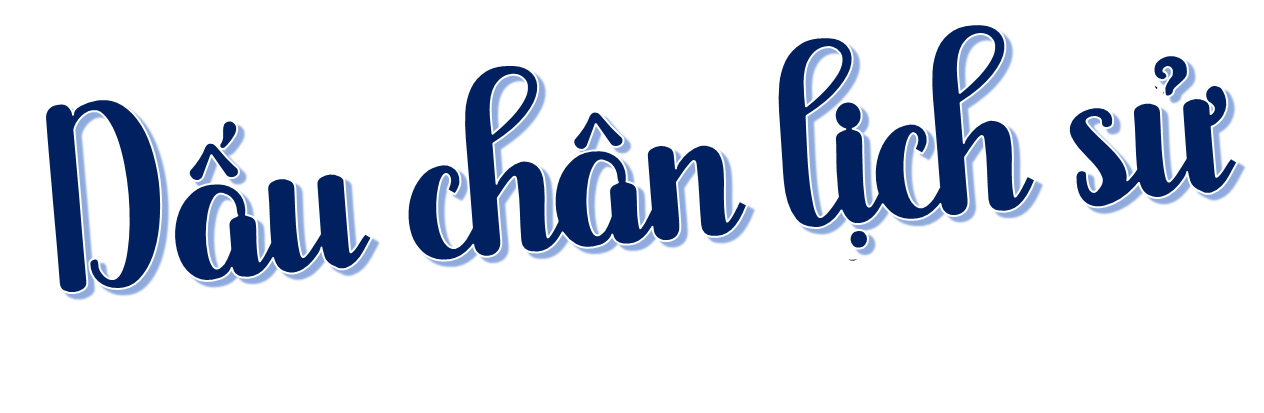 Dấu chân lịch sử